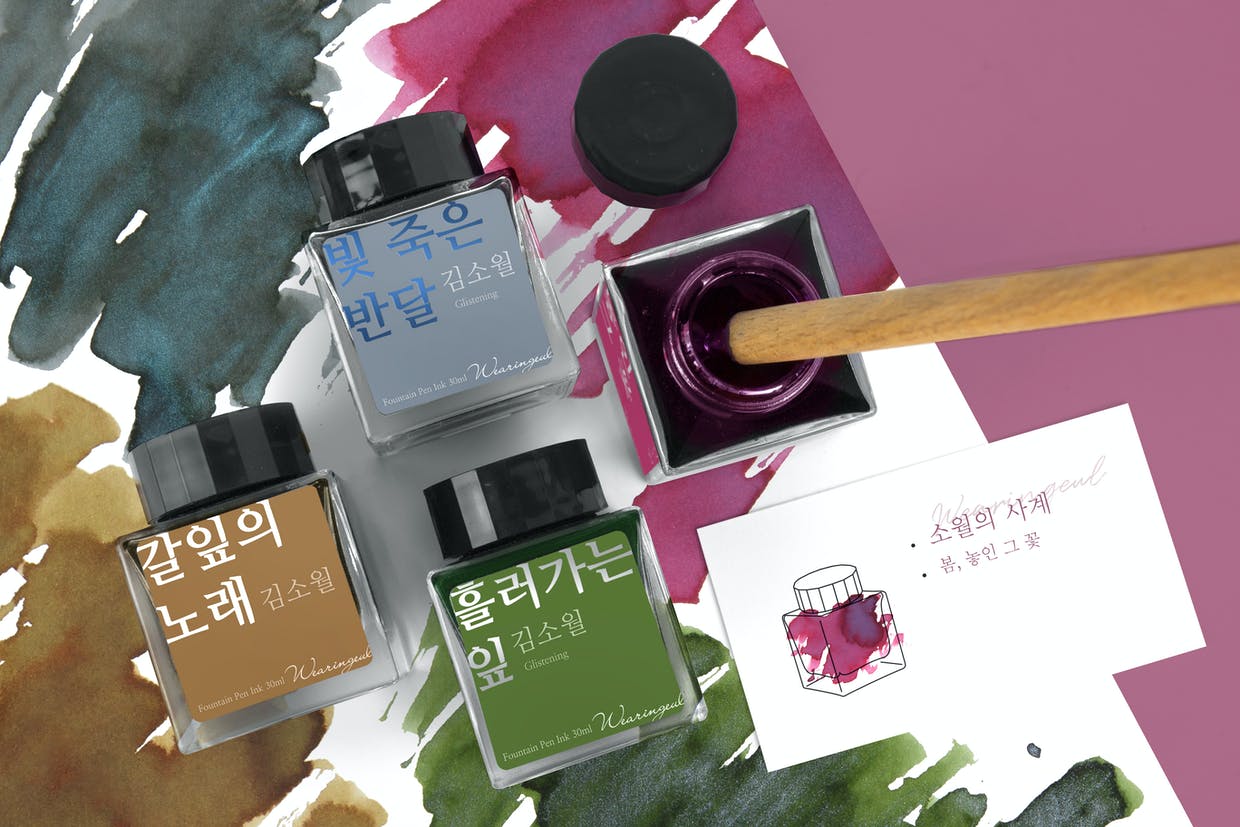 빛 죽은
반달 김소월
Glistening
Fountain Pen Ink 30ml Wearingeul
갈잎의
노래 김소월
Fountain Pen Ink 30ml Wearingeul
흘러가는
잎 김소월
Glistening
Fountain Pen Ink 30ml Wearingeul
Wearingeul
소월의 사계
봄, 놓인 그 꽃